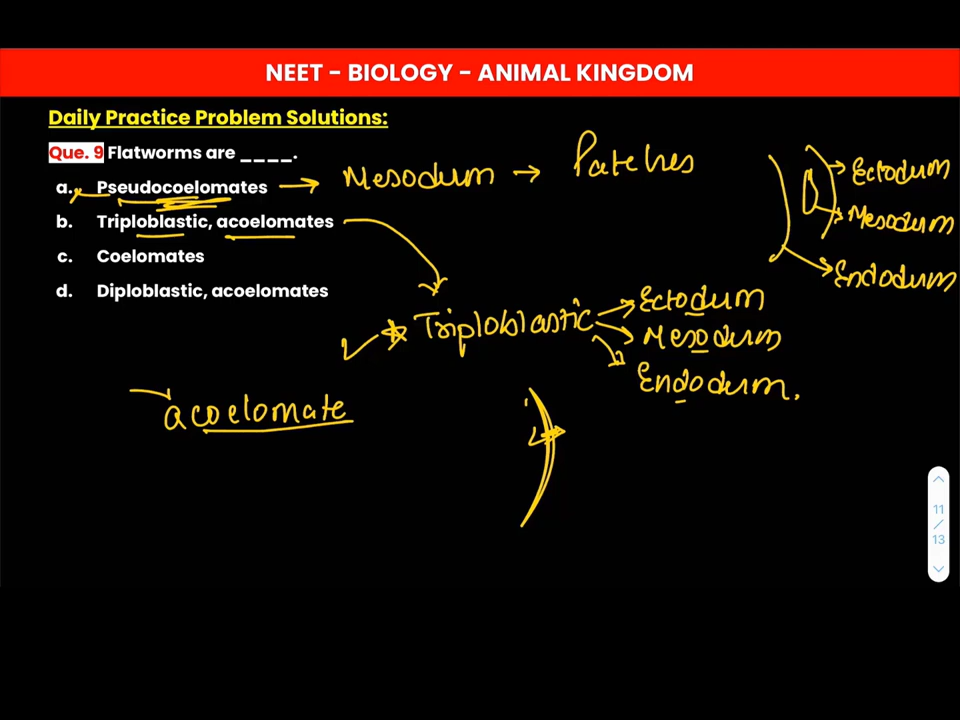 NEET - BIOLOGY - ANIMAL KINGDOM
Daily Practice Problem Solutions:
Que. 9 Flatworms are ____.
a. Pseudocoelomates → Mesodum → Patches
b. Triploblastic, acoelomates
c. Coelomates
d. Diploblastic, acoelomates
Ectodum
Mesodum
Endodum
Triploblastic
Ectodum
Mesodum
Endodum.
acoelomate
11
/
13